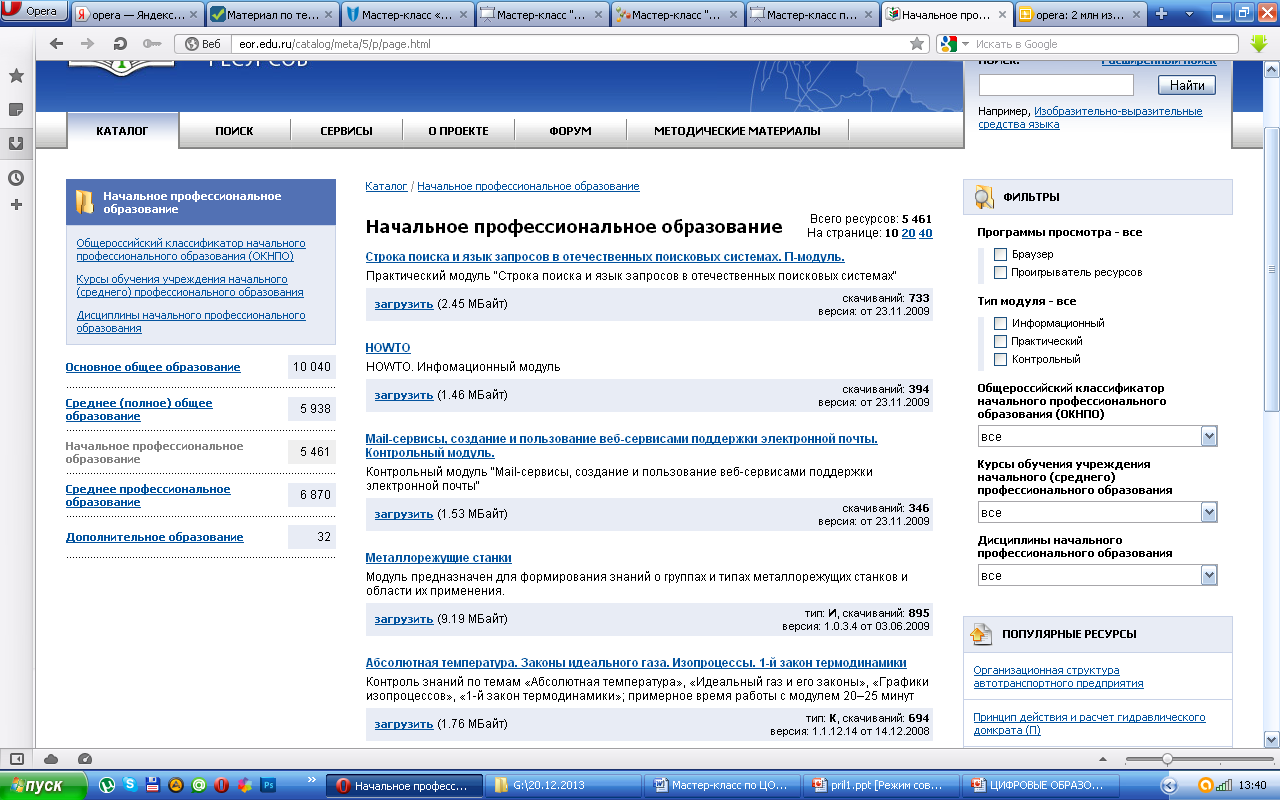 Opera
opera — Яндекс...
Материал по те...
Мастер-класс «...
Мастер-класс "...
Мастер-класс "...
Мастер-класс п...
Начальное про...
opera: 2 млн из...
Веб
eor.edu.ru/catalog/meta/5/p/page.html
Искать в Google
РЕСУРСОВ
Поиск:
Расширенный поиск
Найти
Например, Изобразительно-выразительные
средства языка
КАТАЛОГ
ПОИСК
СЕРВИСЫ
О ПРОЕКТЕ
ФОРУМ
МЕТОДИЧЕСКИЕ МАТЕРИАЛЫ
Начальное профессиональное
образование
Общероссийский классификатор начального
профессионального образования (ОКНПО)
Курсы обучения учреждения начального
(среднего) профессионального образования
Дисциплины начального профессионального
образования
Основное общее образование 10 040
Среднее (полное) общее
образование 5 938
Начальное профессиональное
образование 5 461
Среднее профессиональное
образование 6 870
Дополнительное образование 32
Каталог / Начальное профессиональное образование
Начальное профессиональное образование
Всего ресурсов: 5 461
На странице: 10 20 40
Строка поиска и язык запросов в отечественных поисковых системах. П-модуль.
Практический модуль "Строка поиска и язык запросов в отечественных поисковых системах"
загрузить (2.45 МБайт)
скачиваний: 733
версия: от 23.11.2009
HOWTO
HOWTO. Инфомационный модуль
загрузить (1.46 МБайт)
скачиваний: 394
версия: от 23.11.2009
Mail-сервисы, создание и пользование веб-сервисами поддержки электронной почты.
Контрольный модуль.
Контрольный модуль "Mail-сервисы, создание и пользование веб-сервисами поддержки
электронной почты"
загрузить (1.53 МБайт)
скачиваний: 346
версия: от 23.11.2009
Металлорежущие станки
Модуль предназначен для формирования знаний о группах и типах металлорежущих станков и
области их применения.
загрузить (9.19 МБайт)
тип: И, скачиваний: 895
версия: 1.0.3.4 от 03.06.2009
Абсолютная температура. Законы идеального газа. Изопроцессы. 1-й закон термодинамики
Контроль знаний по темам «Абсолютная температура», «Идеальный газ и его законы», «Графики
изопроцессов», «1-й закон термодинамики»; примерное время работы с модулем 20–25 минут
загрузить (1.76 МБайт)
тип: К, скачиваний: 694
версия: 1.1.12.14 от 14.12.2008
ФИЛЬТРЫ
Программы просмотра - все
Браузер
Проигрыватель ресурсов
Тип модуля - все
Информационный
Практический
Контрольный
Общероссийский классификатор
начального профессионального
образования (ОКНПО)
все
Курсы обучения учреждения
начального (среднего)
профессионального образования
все
Дисциплины начального
профессионального образования
все
ПОПУЛЯРНЫЕ РЕСУРСЫ
Организационная структура
автотранспортного предприятия
Принцип действия и расчет гидравлического
домкрата (П)
пуск
Начальное професс...
G:\20.12.2013
Мастер-класс по ЦО...
pril1.ppt [Режим сов...
ЦИФРОВЫЕ ОБРАЗО...
13:40